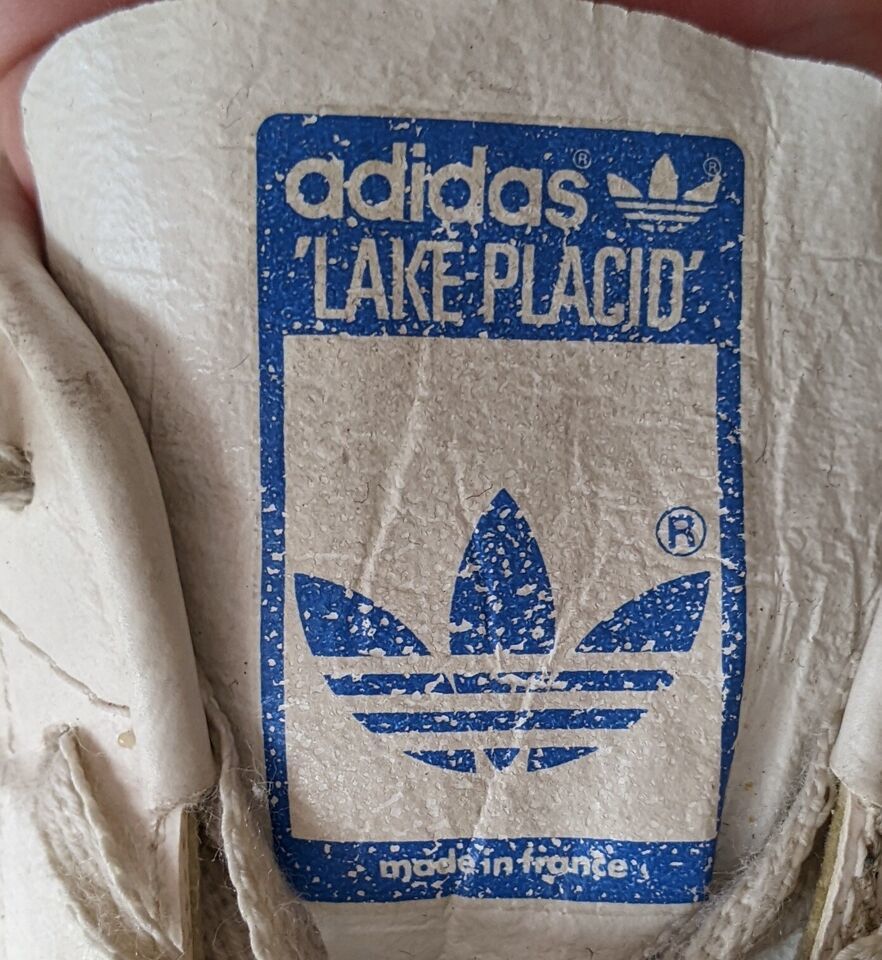 adidas®
®
'LAKE PLACID'
®
made in france